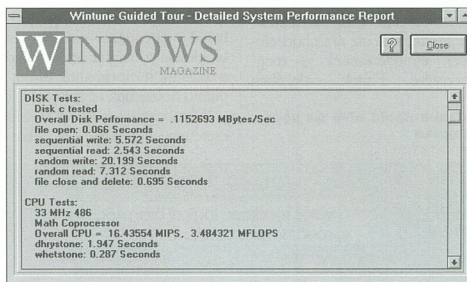 Wintune Guided Tour - Detailed System Performance Report
WINDOWS
MAGAZINE
?
Close
DISK Tests:
Disk c tested
Overall Disk Performance = .1152693 MBytes/Sec
file open: 0.066 Seconds
sequential write: 5.572 Seconds
sequential read: 2.543 Seconds
random write: 20.199 Seconds
random read: 7.312 Seconds
file close and delete: 0.695 Seconds
CPU Tests:
33 MHz 486
Math Coprocessor
Overall CPU = 16.43554 MIPS, 3.484321 MFLOPS
dhrystone: 1.947 Seconds
whetstone: 0.287 Seconds